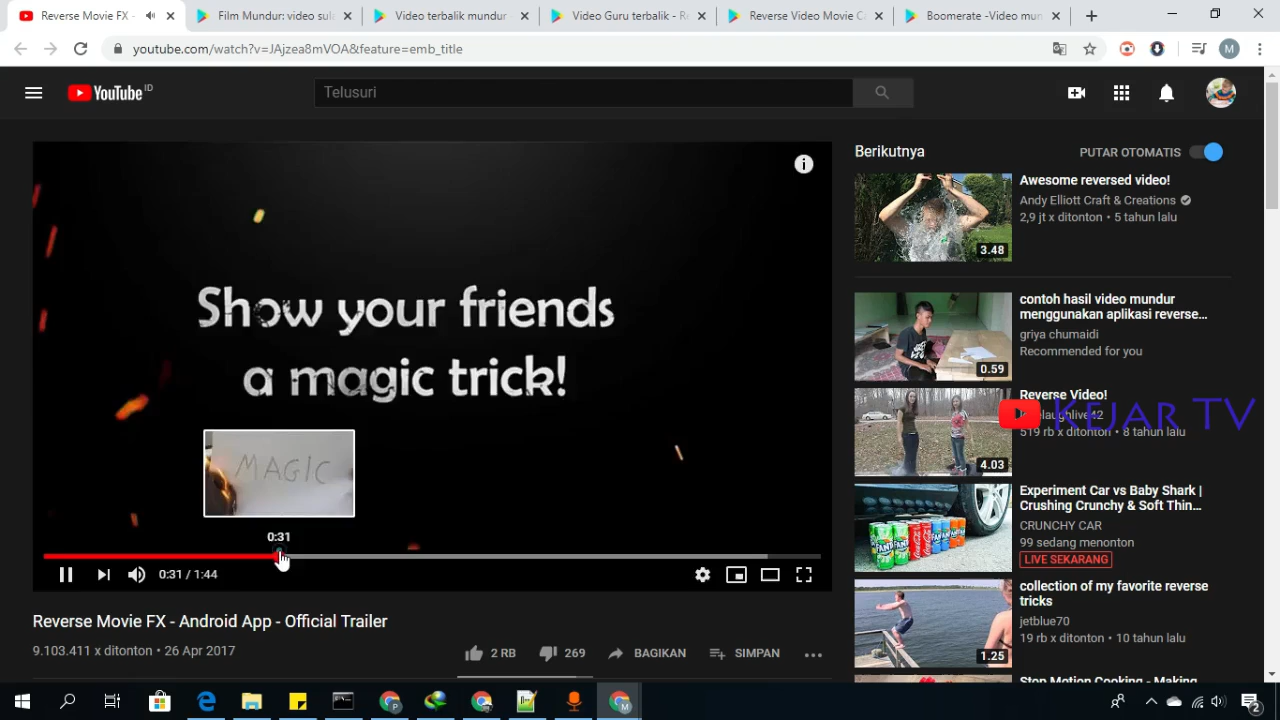 Reverse Movie FX -
Film Mundur: video sul
Video terbalik mundur
Video Guru terbalik - R
Reverse Video Movie C
Boomerate -Video mun
youtube.com/watch?v=JAjzea8mVOA&feature=emb_title
M
YouTube ID
Telusuri
Show your friends
a magic trick!
MAGIC
0:31
0:31 / 1:44
Reverse Movie FX - Android App - Official Trailer
9.103.411 x ditonton • 26 Apr 2017
2 RB
269
BAGIKAN
SIMPAN
Berikutnya
PUTAR OTOMATIS
Awesome reversed video!
Andy Elliott Craft & Creations
2,9 jt x ditonton • 5 tahun lalu
3.48
contoh hasil video mundur
menggunakan aplikasi reverse…
griya chumaidi
Recommended for you
0.59
Reverse Video!
KEJAR TV
519 rb x ditonton • 8 tahun lalu
4.03
Experiment Car vs Baby Shark |
Crushing Crunchy & Soft Thin…
CRUNCHY CAR
99 sedang menonton
LIVE SEKARANG
collection of my favorite reverse
tricks
jetblue70
19 rb x ditonton • 10 tahun lalu
1.25
Stop Motion Cooking - Making
P
M
2